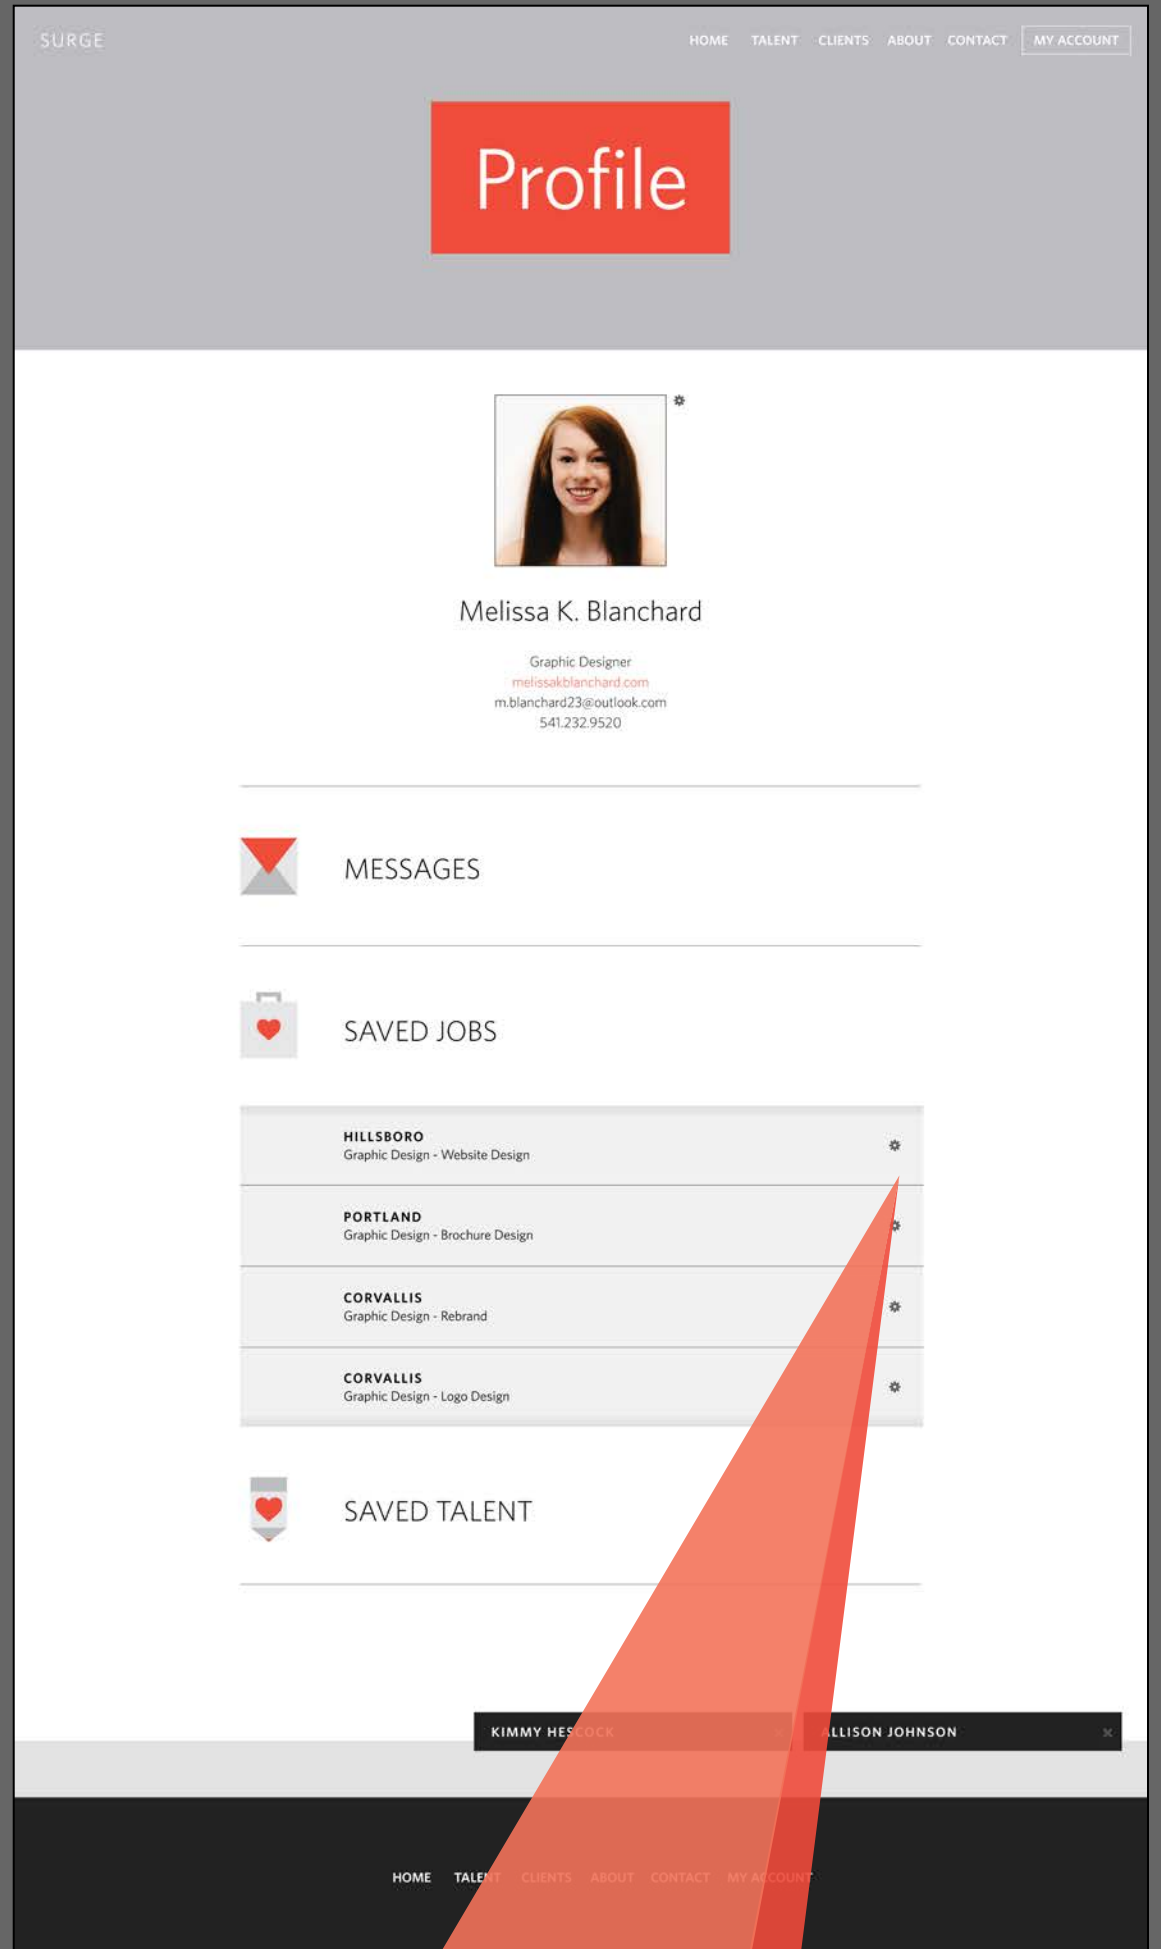 SURGE
HOME TALENT CLIENTS ABOUT CONTACT MY ACCOUNT
Profile
Melissa K. Blanchard
Graphic Designer
melissakblanchard.com
m.blanchard23@outlook.com
541.232.9520
MESSAGES
SAVED JOBS
HILLSBORO
Graphic Design - Website Design
PORTLAND
Graphic Design - Brochure Design
CORVALLIS
Graphic Design - Rebrand
CORVALLIS
Graphic Design - Logo Design
SAVED TALENT
KIMMY HESCOCK
ALLISON JOHNSON
HOME TALENT CLIENTS ABOUT CONTACT MY ACCOUNT